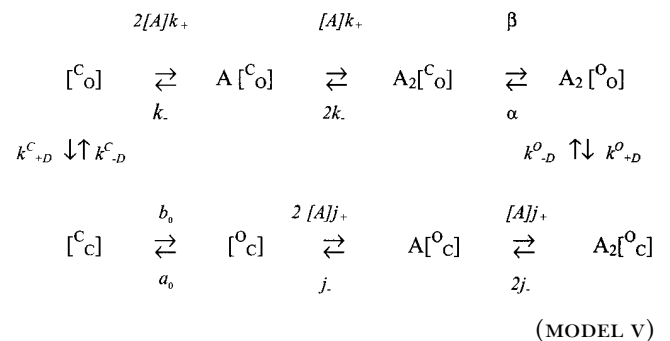 2[A]k₊ [A]k₊ β
[ᶜₒ] ⇄ A [ᶜₒ] ⇄ A₂[ᶜₒ] ⇄ A₂ [ᴼₒ]
k₋ 2k₋ α
kᶜ₊D ↓↑ kᶜ₋D kᴼ₋D ↑↓ kᴼ₊D
b₀ 2 [A]j₊ [A]j₊
[ᶜC] ⇄ [ᴼC] ⇄ A[ᴼC] ⇄ A₂[ᴼC]
a₀ j₋ 2j₋
(MODEL V)